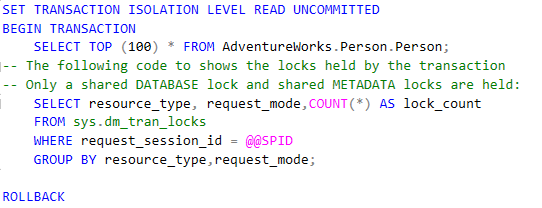 SET TRANSACTION ISOLATION LEVEL READ UNCOMMITTED
BEGIN TRANSACTION
    SELECT TOP (100) * FROM AdventureWorks.Person.Person;
-- The following code to shows the locks held by the transaction
-- Only a shared DATABASE lock and shared METADATA locks are held:
    SELECT resource_type, request_mode,COUNT(*) AS lock_count
    FROM sys.dm_tran_locks
    WHERE request_session_id = @@SPID
    GROUP BY resource_type,request_mode;

ROLLBACK